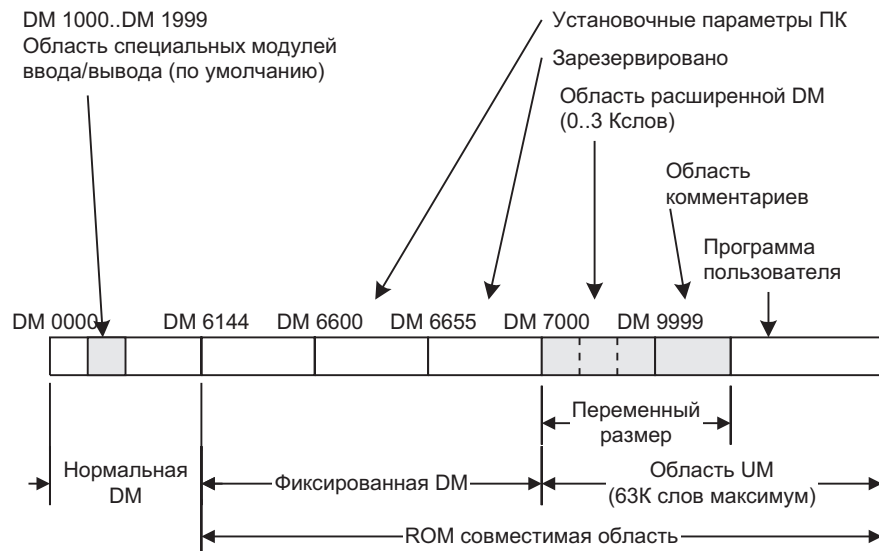 DM 1000..DM 1999
Область специальных модулей
ввода/вывода (по умолчанию)
Установочные параметры ПК
Зарезервировано
Область расширенной DM
(0..3 Кслов)
Область
комментариев
Программа
пользователя
DM 0000 DM 6144 DM 6600 DM 6655 DM 7000 DM 9999
Переменный
размер
Нормальная
DM
Фиксированная DM
Область UM
(63К слов максимум)
ROM совместимая область